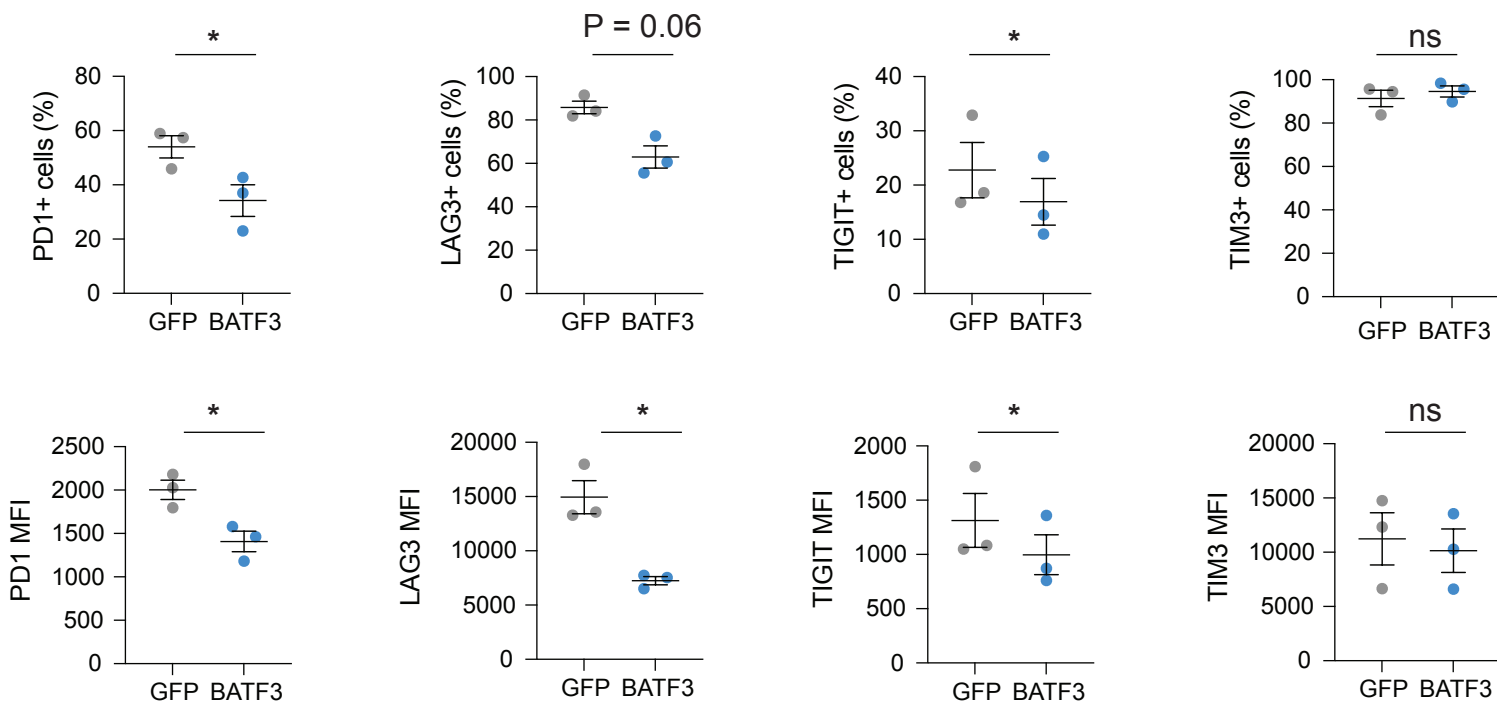 *
PD1+ cells (%)
80
60
40
20
0
GFP BATF3
P = 0.06
LAG3+ cells (%)
100
80
60
40
20
0
GFP BATF3
*
TIGIT+ cells (%)
40
30
20
10
0
GFP BATF3
ns
TIM3+ cells (%)
100
80
60
40
20
0
GFP BATF3
*
PD1 MFI
2500
2000
1500
1000
500
0
GFP BATF3
*
LAG3 MFI
20000
15000
10000
5000
0
GFP BATF3
*
TIGIT MFI
2000
1500
1000
500
0
GFP BATF3
ns
TIM3 MFI
20000
15000
10000
5000
0
GFP BATF3